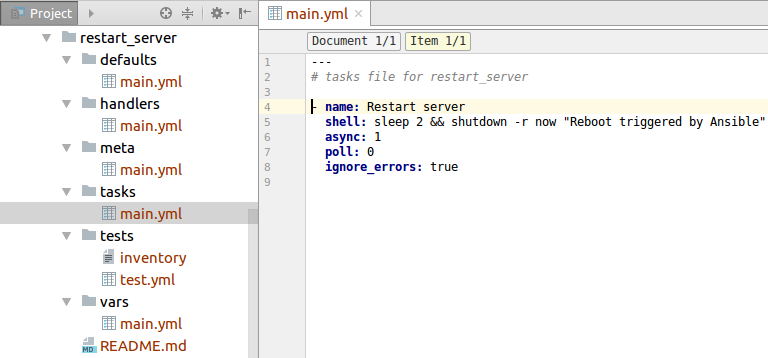 Project
restart_server
defaults
main.yml
handlers
main.yml
meta
main.yml
tasks
main.yml
tests
inventory
test.yml
vars
main.yml
README.md
main.yml
Document 1/1 Item 1/1
1 ---
2 # tasks file for restart_server
3
4 - name: Restart server
5 shell: sleep 2 && shutdown -r now "Reboot triggered by Ansible"
6 async: 1
7 poll: 0
8 ignore_errors: true
9